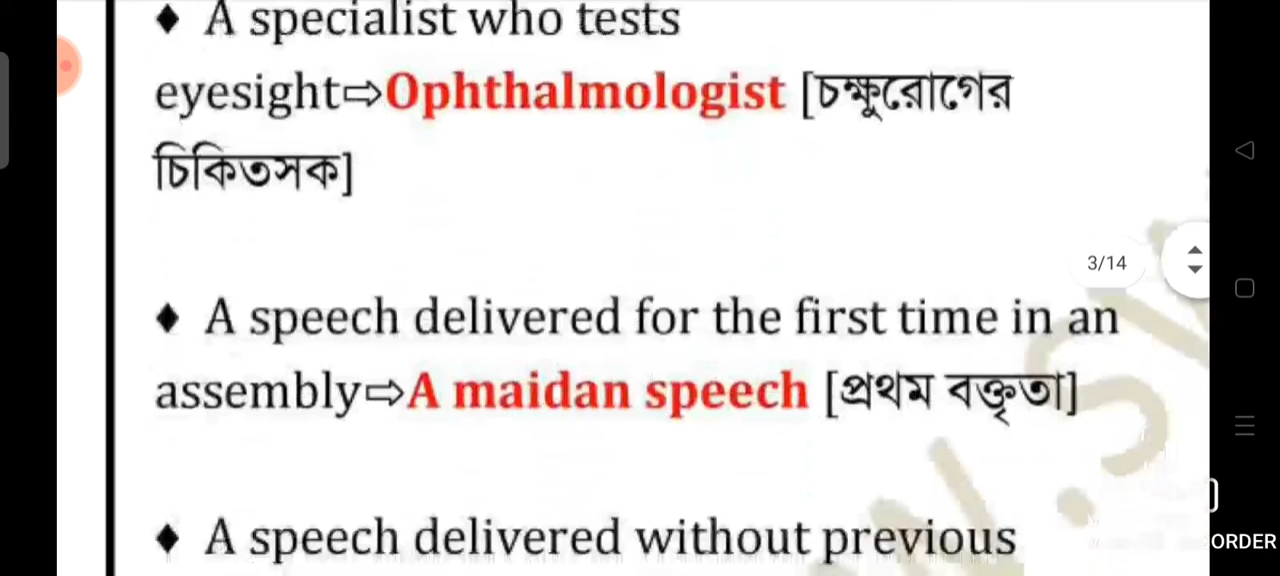 ♦ A specialist who tests
eyesight⇨Ophthalmologist [চক্ষুরোগের
চিকিতসক]
3/14
♦ A speech delivered for the first time in an
assembly⇨A maidan speech [প্রথম বক্তৃতা]
♦ A speech delivered without previous
ORDER